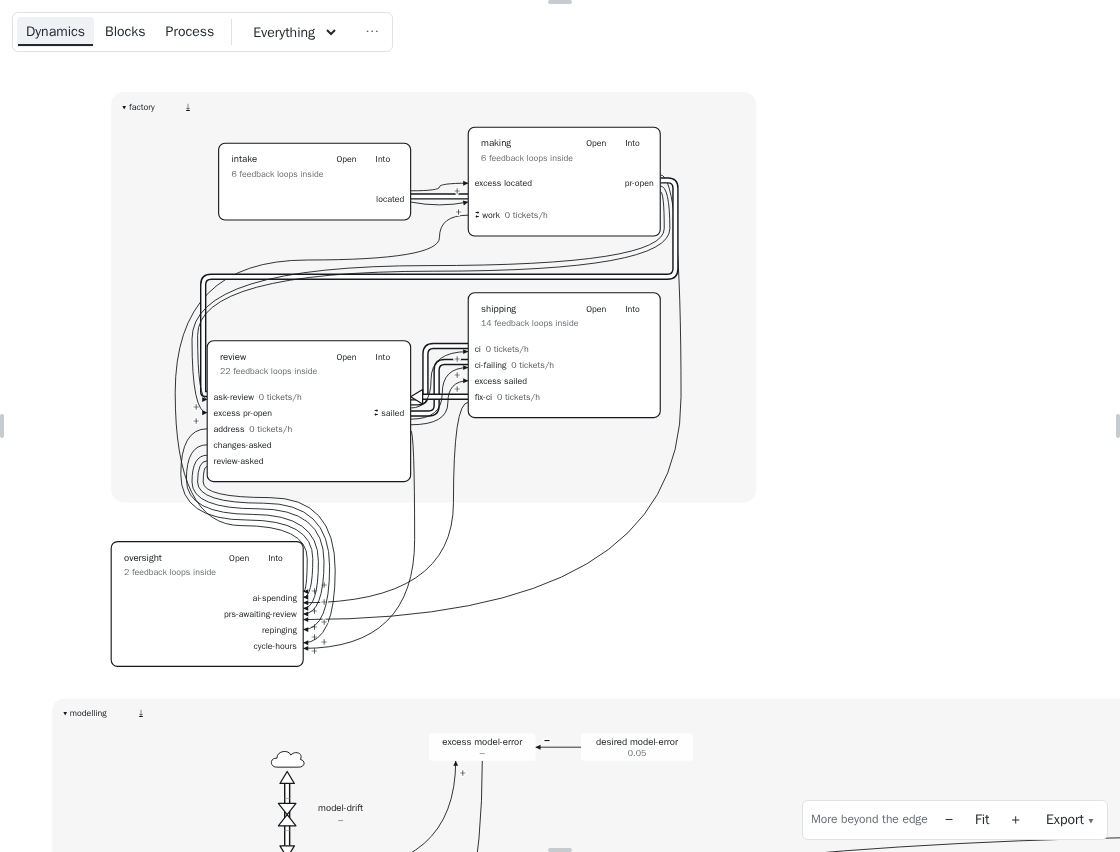 Dynamics Blocks Process Everything ...
factory
intake Open Into
6 feedback loops inside
located
making Open Into
6 feedback loops inside
excess located pr-open
work 0 tickets/h
shipping Open Into
14 feedback loops inside
ci 0 tickets/h
ci-failing 0 tickets/h
excess sailed
fix-ci 0 tickets/h
review Open Into
22 feedback loops inside
ask-review 0 tickets/h
excess pr-open sailed
address 0 tickets/h
changes-asked
review-asked
oversight Open Into
2 feedback loops inside
ai-spending
prs-awaiting-review
repinging
cycle-hours
modelling
excess model-error
–
desired model-error
0.05
model-drift
–
More beyond the edge − Fit + Export